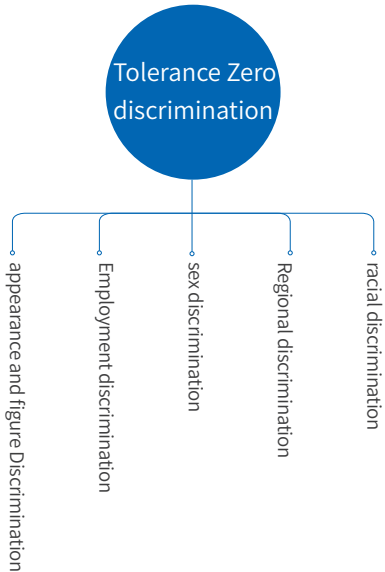 Tolerance Zero
discrimination
appearance and figure Discrimination
Employment discrimination
sex discrimination
Regional discrimination
racial discrimination